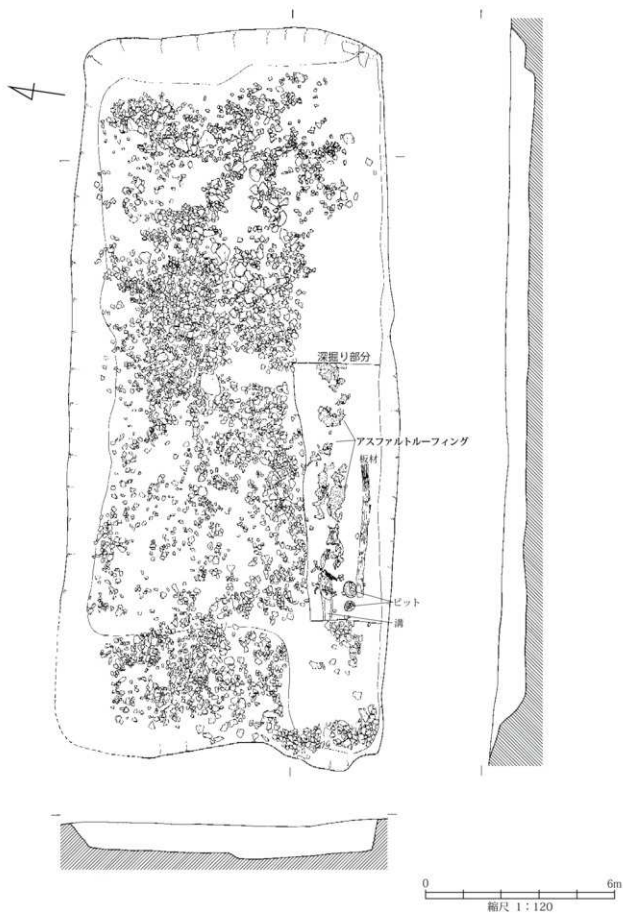 深掘り部分
アスファルトルーフィング
板材
ピット
溝
0 6m
縮尺 1:120